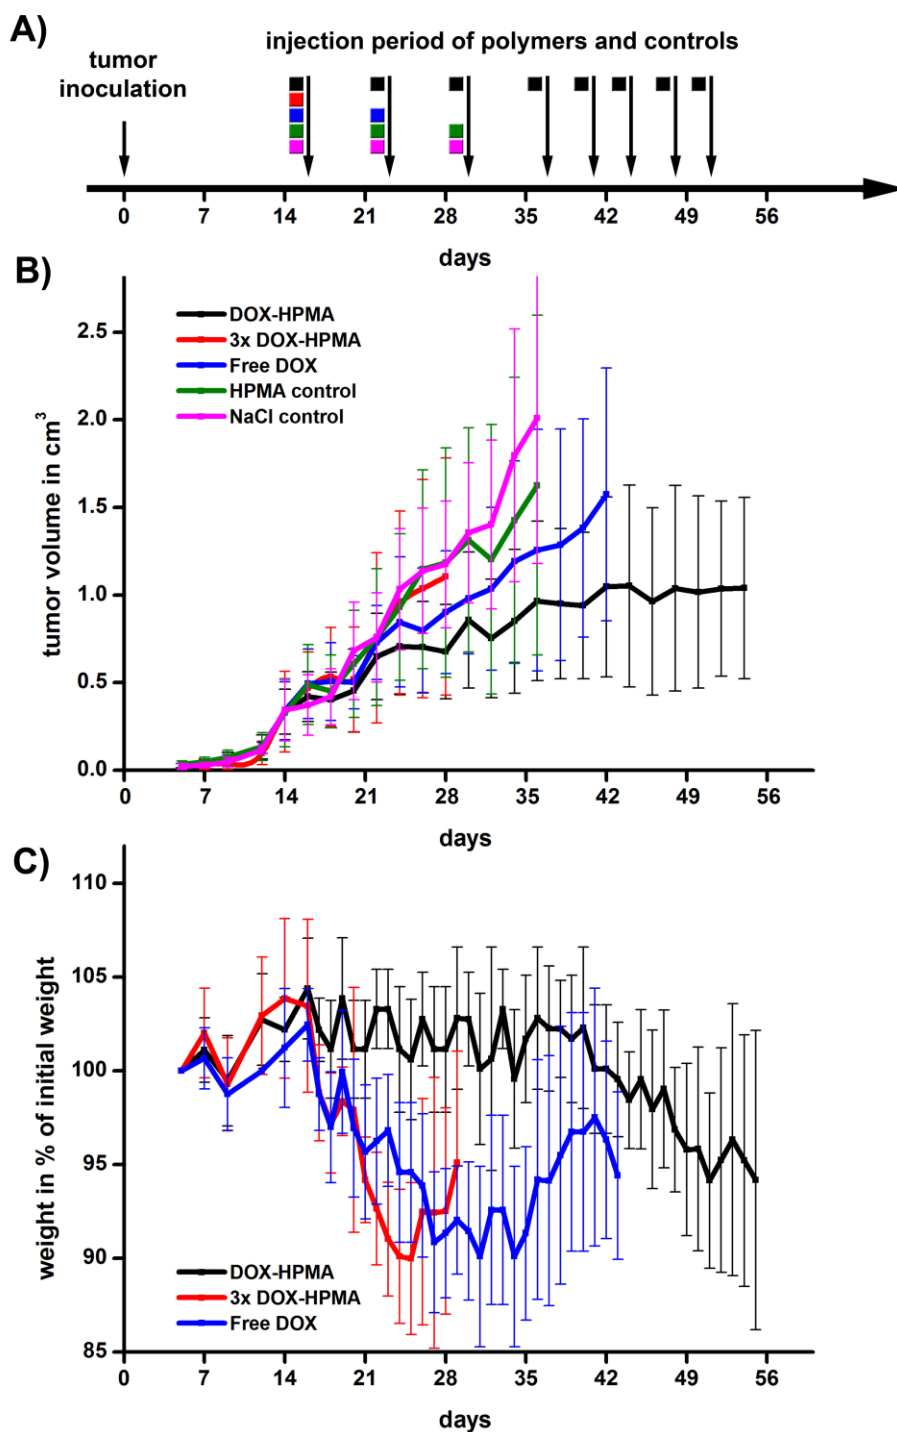 A)
injection period of polymers and controls
tumor
inoculation
0 7 14 21 28 35 42 49 56
days
B)
DOX-HPMA
3x DOX-HPMA
Free DOX
HPMA control
NaCl control
tumor volume in cm³
2.5
2.0
1.5
1.0
0.5
0.0
0 7 14 21 28 35 42 49 56
days
C)
weight in % of initial weight
110
105
100
95
90
85
DOX-HPMA
3x DOX-HPMA
Free DOX
0 7 14 21 28 35 42 49 56
days